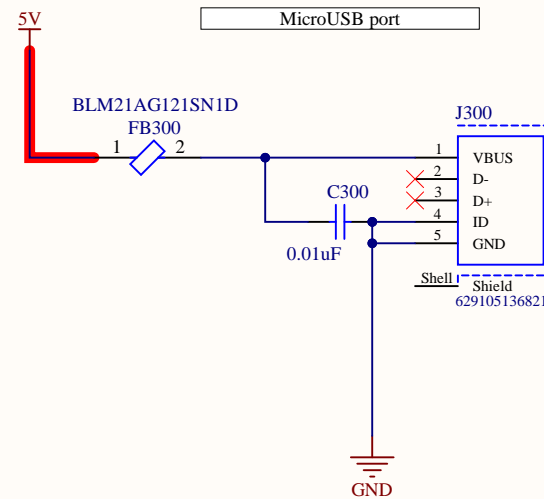 MicroUSB port
5V
BLM21AG121SN1D
FB300
1 2
J300
1 VBUS
2 D-
3 D+
4 ID
5 GND
C300
0.01uF
Shell Shield
629105136821
GND